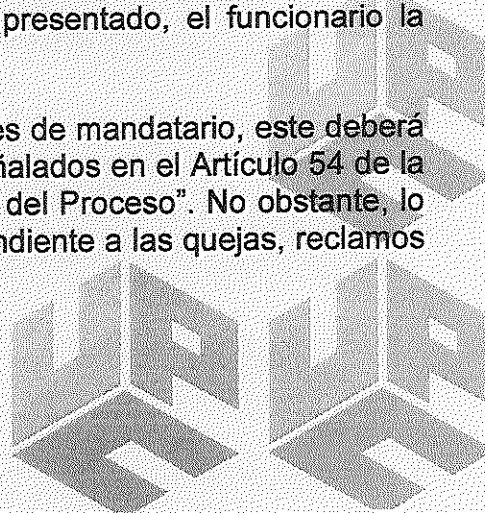 presentado, el funcionario la
es de mandatario, este deberá
ñalados en el Artículo 54 de la
del Proceso". No obstante, lo
ndiente a las quejas, reclamos